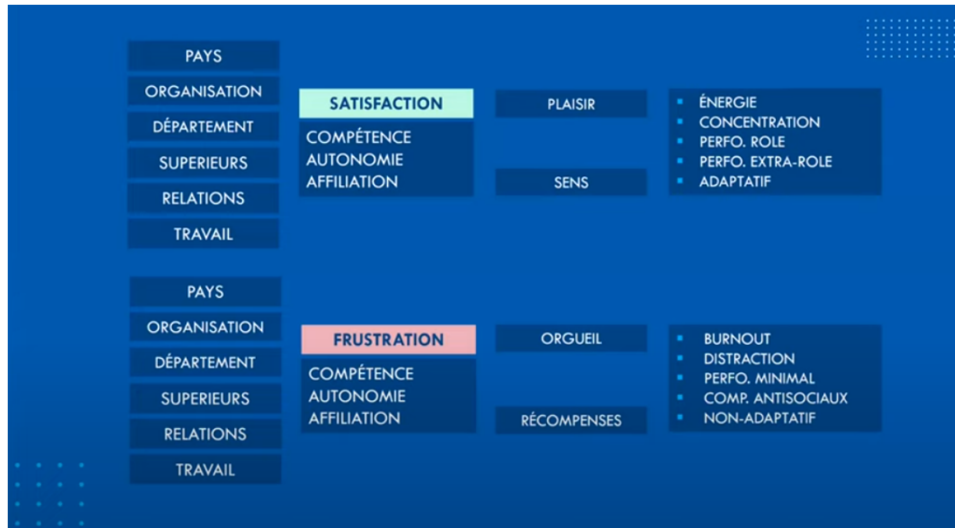 PAYS
ORGANISATION
DÉPARTEMENT
SUPERIEURS
RELATIONS
TRAVAIL
SATISFACTION
COMPÉTENCE
AUTONOMIE
AFFILIATION
PLAISIR
SENS
ÉNERGIE
CONCENTRATION
PERFO. ROLE
PERFO. EXTRA-ROLE
ADAPTATIF
PAYS
ORGANISATION
DÉPARTEMENT
SUPERIEURS
RELATIONS
TRAVAIL
FRUSTRATION
COMPÉTENCE
AUTONOMIE
AFFILIATION
ORGUEIL
RÉCOMPENSES
BURNOUT
DISTRACTION
PERFO. MINIMAL
COMP. ANTISOCIAUX
NON-ADAPTATIF